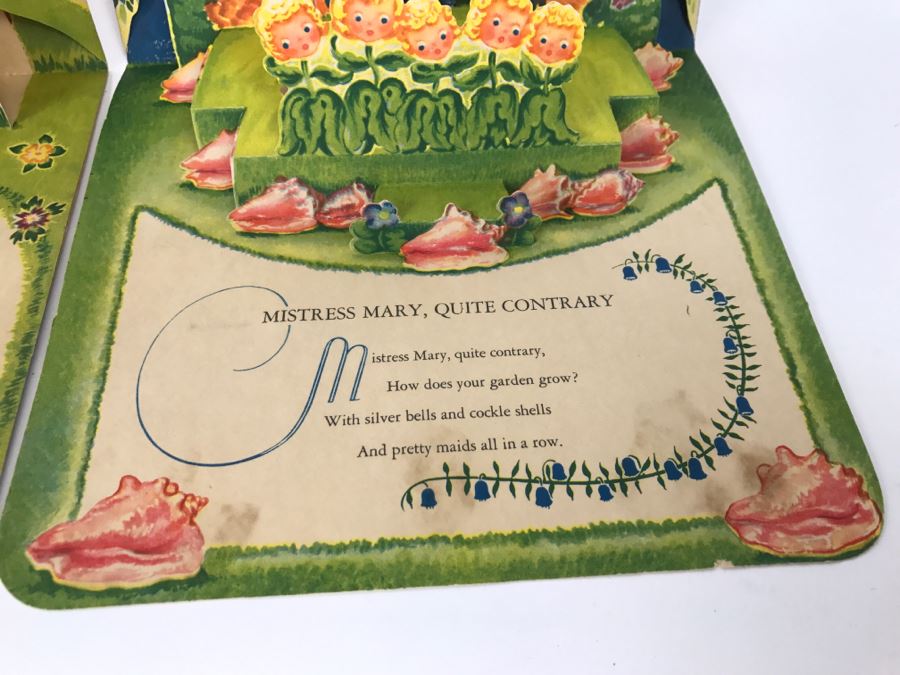 MISTRESS MARY, QUITE CONTRARY
Mistress Mary, quite contrary,
How does your garden grow?
With silver bells and cockle shells
And pretty maids all in a row.